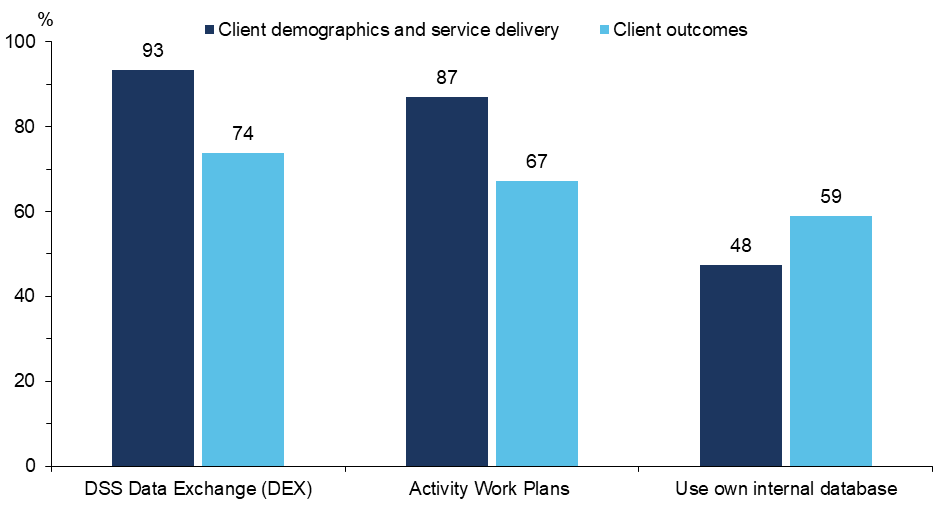 %
Client demographics and service delivery
Client outcomes
100
80
60
40
20
0
93
74
87
67
48
59
DSS Data Exchange (DEX)
Activity Work Plans
Use own internal database